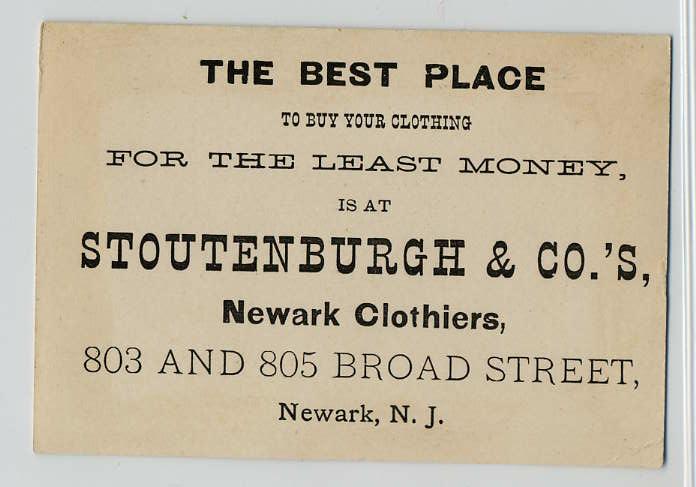 THE BEST PLACE
TO BUY YOUR CLOTHING
FOR THE LEAST MONEY,
IS AT
STOUTENBURGH & CO.'S,
Newark Clothiers,
803 AND 805 BROAD STREET,
Newark, N. J.